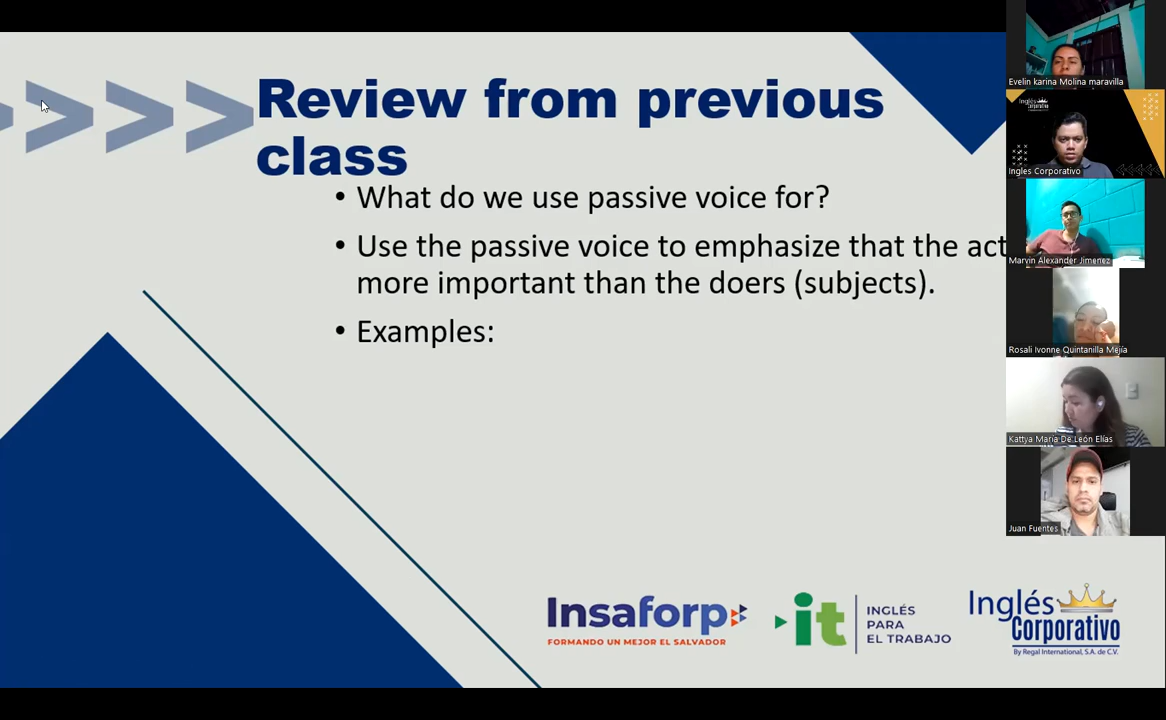 Review from previous
class
• What do we use passive voice for?
• Use the passive voice to emphasize that the act
more important than the doers (subjects).
• Examples:
Insaforp
FORMANDO UN MEJOR EL SALVADOR
it
INGLÉS
PARA
EL TRABAJO
Inglés
Corporativo
By Regal International, S.A. de C.V.
Evelin karina Molina maravilla
Inglés
Corporativo
Ingles Corporativo
Marvin Alexander Jimenez
Rosali Ivonne Quintanilla Mejía
Kattya María De León Elías
Juan Fuentes